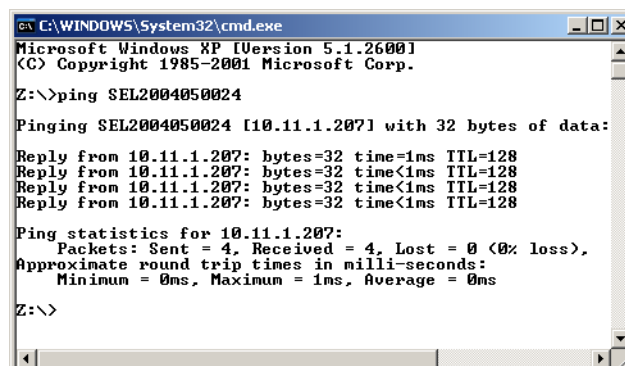 C:\WINDOWS\System32\cmd.exe
Microsoft Windows XP [Version 5.1.2600]
(C) Copyright 1985-2001 Microsoft Corp.
Z:\>ping SEL2004050024
Pinging SEL2004050024 [10.11.1.207] with 32 bytes of data:
Reply from 10.11.1.207: bytes=32 time=1ms TTL=128
Reply from 10.11.1.207: bytes=32 time<1ms TTL=128
Reply from 10.11.1.207: bytes=32 time<1ms TTL=128
Reply from 10.11.1.207: bytes=32 time<1ms TTL=128
Ping statistics for 10.11.1.207:
Packets: Sent = 4, Received = 4, Lost = 0 (0% loss),
Approximate round trip times in milli-seconds:
Minimum = 0ms, Maximum = 1ms, Average = 0ms
Z:\>